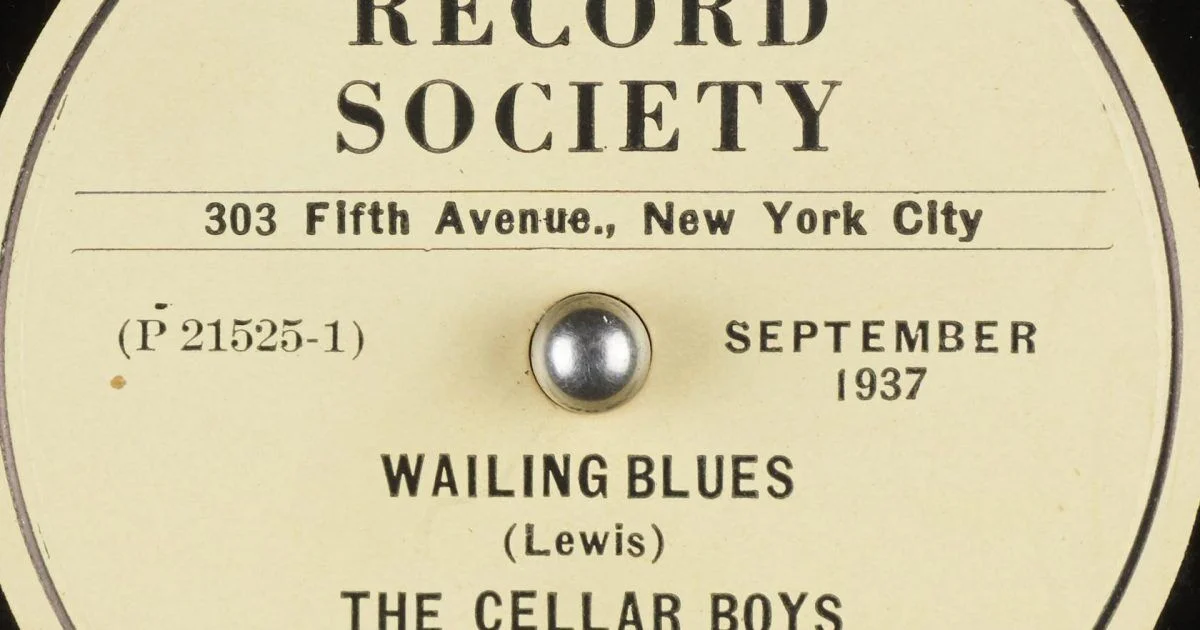 RECORD
SOCIETY
303 Fifth Avenue., New York City
(P 21525-1)
SEPTEMBER
1937
WAILING BLUES
(Lewis)
THE CELLAR BOYS